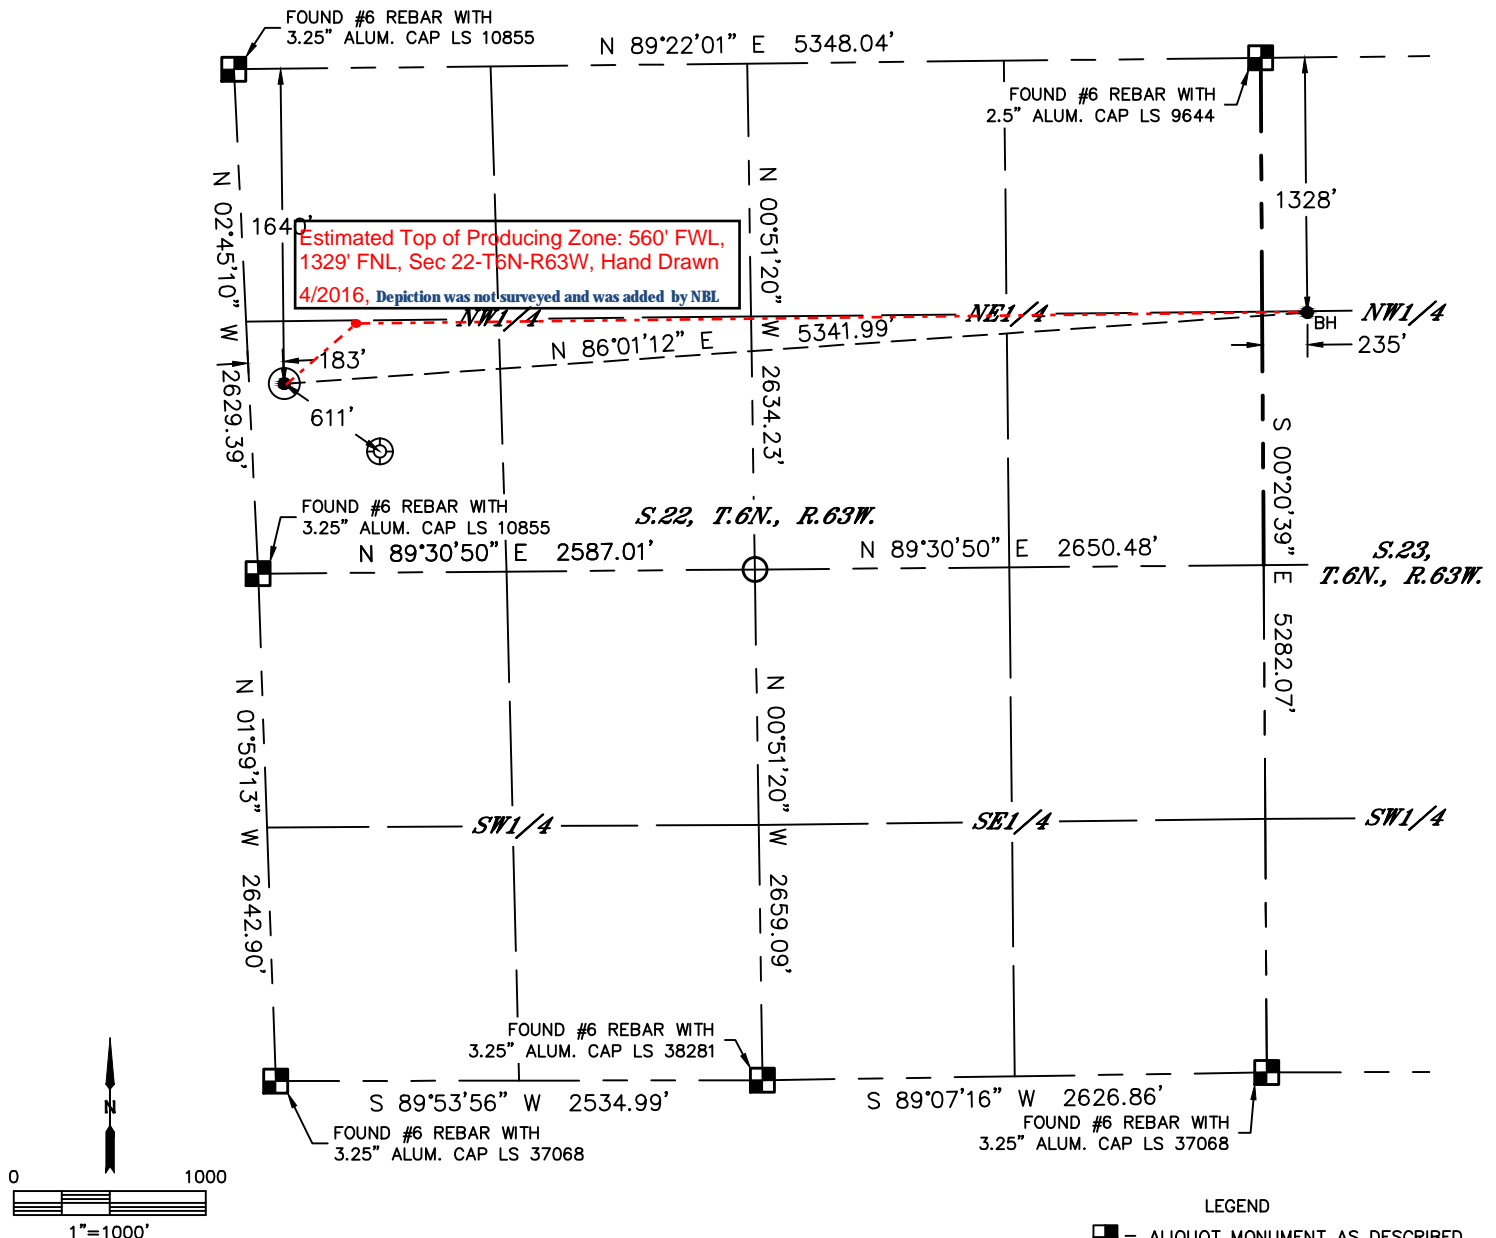 FOUND #6 REBAR WITH
3.25" ALUM. CAP LS 10855
N 89°22'01" E 5348.04'
FOUND #6 REBAR WITH
2.5" ALUM. CAP LS 9644
N 02°45'10" W 2629.39'
N 00°51'20" W 2634.23'
1328'
Estimated Top of Producing Zone: 560' FWL,
1329' FNL, Sec 22-T6N-R63W, Hand Drawn
4/2016, Depiction was not surveyed and was added by NBL
NW1/4
NE1/4
NW1/4
BH
N 86°01'12" E 5341.99'
235'
183'
611'
S 00°20'39" E 5282.07'
FOUND #6 REBAR WITH
3.25" ALUM. CAP LS 10855
S.22, T.6N., R.63W.
N 89°30'50" E 2587.01'
N 89°30'50" E 2650.48'
S.23,
T.6N., R.63W.
N 01°59'13" W 2642.90'
N 00°51'20" W 2659.09'
SW1/4
SE1/4
SW1/4
FOUND #6 REBAR WITH
3.25" ALUM. CAP LS 38281
S 89°53'56" W 2534.99'
S 89°07'16" W 2626.86'
FOUND #6 REBAR WITH
3.25" ALUM. CAP LS 37068
FOUND #6 REBAR WITH
3.25" ALUM. CAP LS 37068
N
0 1000
1"=1000'
LEGEND
= ALIQUOT MONUMENT AS DESCRIBED